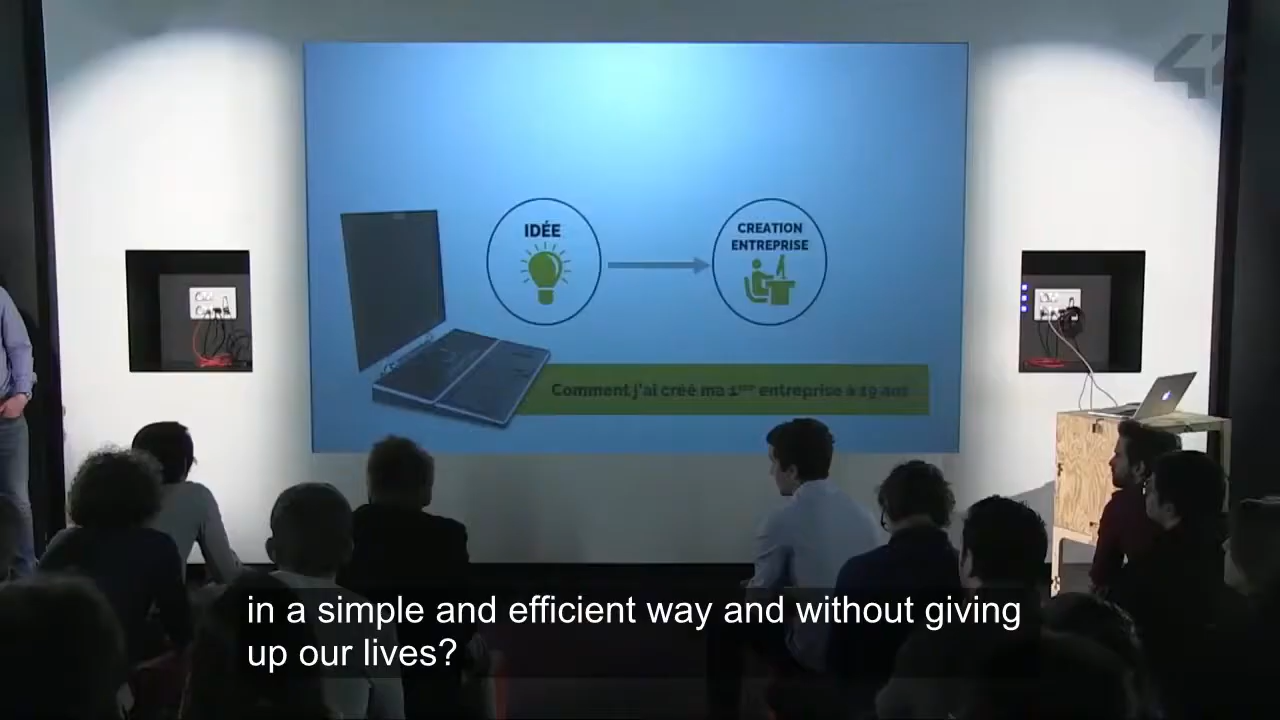 42
IDÉE
CREATION
ENTREPRISE
Comment j'ai créé ma 1ère entreprise à 19 ans
in a simple and efficient way and without giving
up our lives?